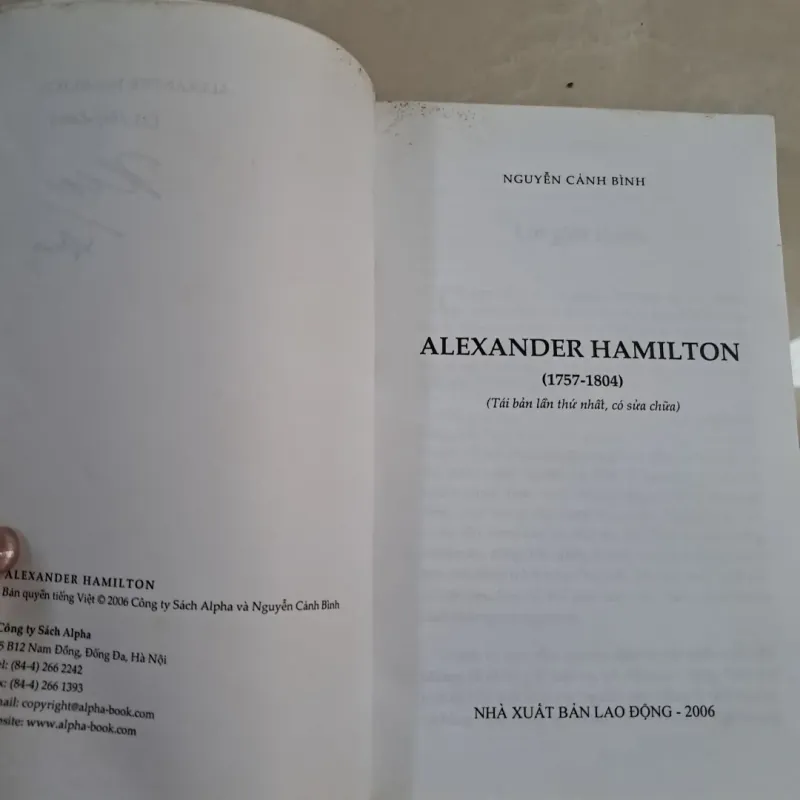 ALEXANDER HAMILTON
Bản quyền tiếng Việt © 2006 Công ty Sách Alpha và Nguyễn Cảnh Bình
Công ty Sách Alpha
B12 Nam Đồng, Đống Đa, Hà Nội
(84-4) 266 2242
(84-4) 266 1393
copyright@alpha-book.com
www.alpha-book.com
NGUYỄN CẢNH BÌNH
ALEXANDER HAMILTON
(1757-1804)
(Tái bản lần thứ nhất, có sửa chữa)
NHÀ XUẤT BẢN LAO ĐỘNG - 2006